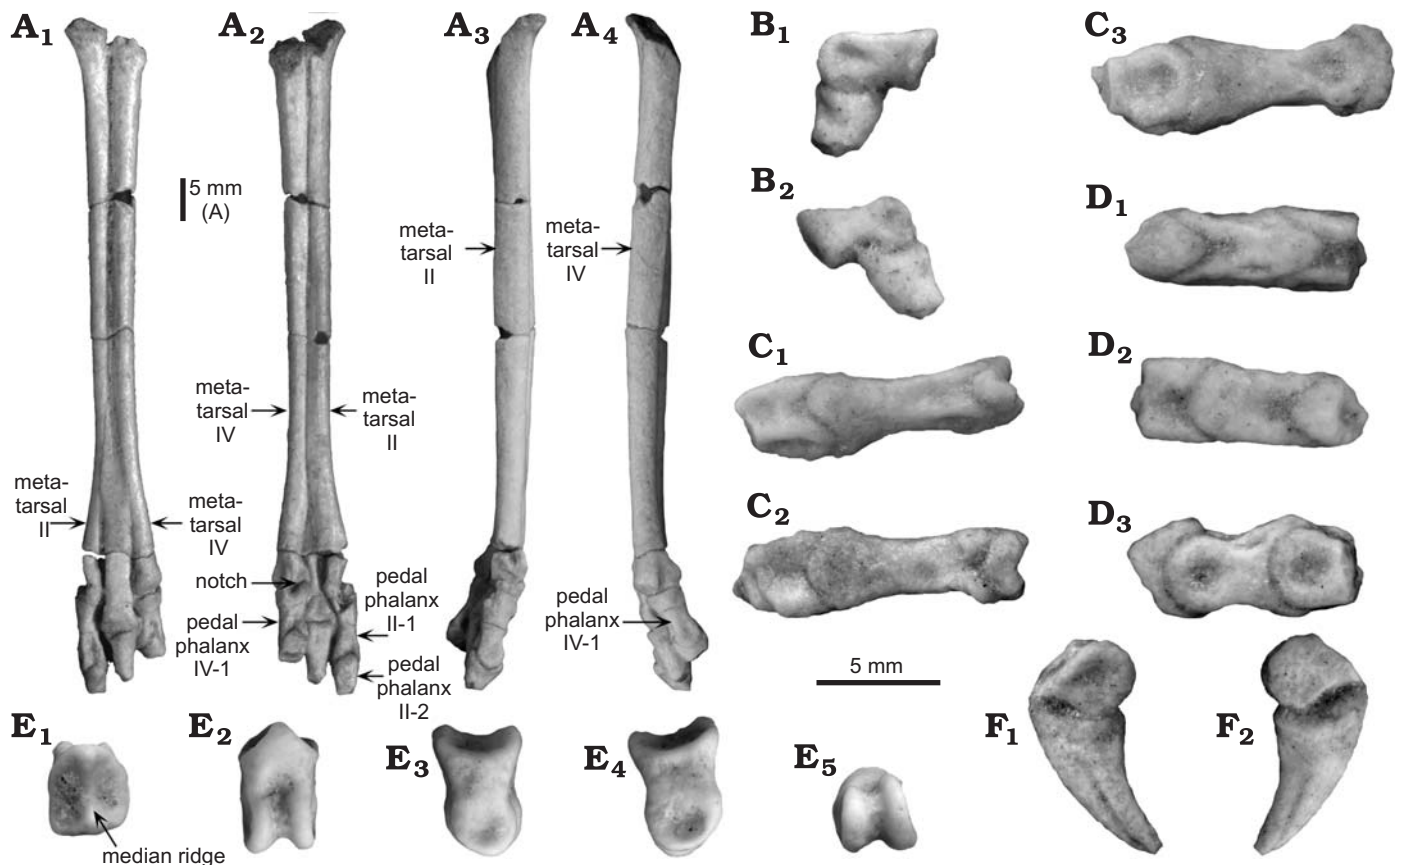 A1
A2
A3
A4
B1
C3
5 mm
(A)
B2
D1
meta-
tarsal
II
meta-
tarsal
IV
C1
D2
meta-
tarsal
IV
meta-
tarsal
II
meta-
tarsal
II
meta-
tarsal
IV
C2
D3
notch
pedal
phalanx
II-1
pedal
phalanx
IV-1
pedal
phalanx
IV-1
pedal
phalanx
II-2
5 mm
E1
E2
E3
E4
E5
F1
F2
median ridge